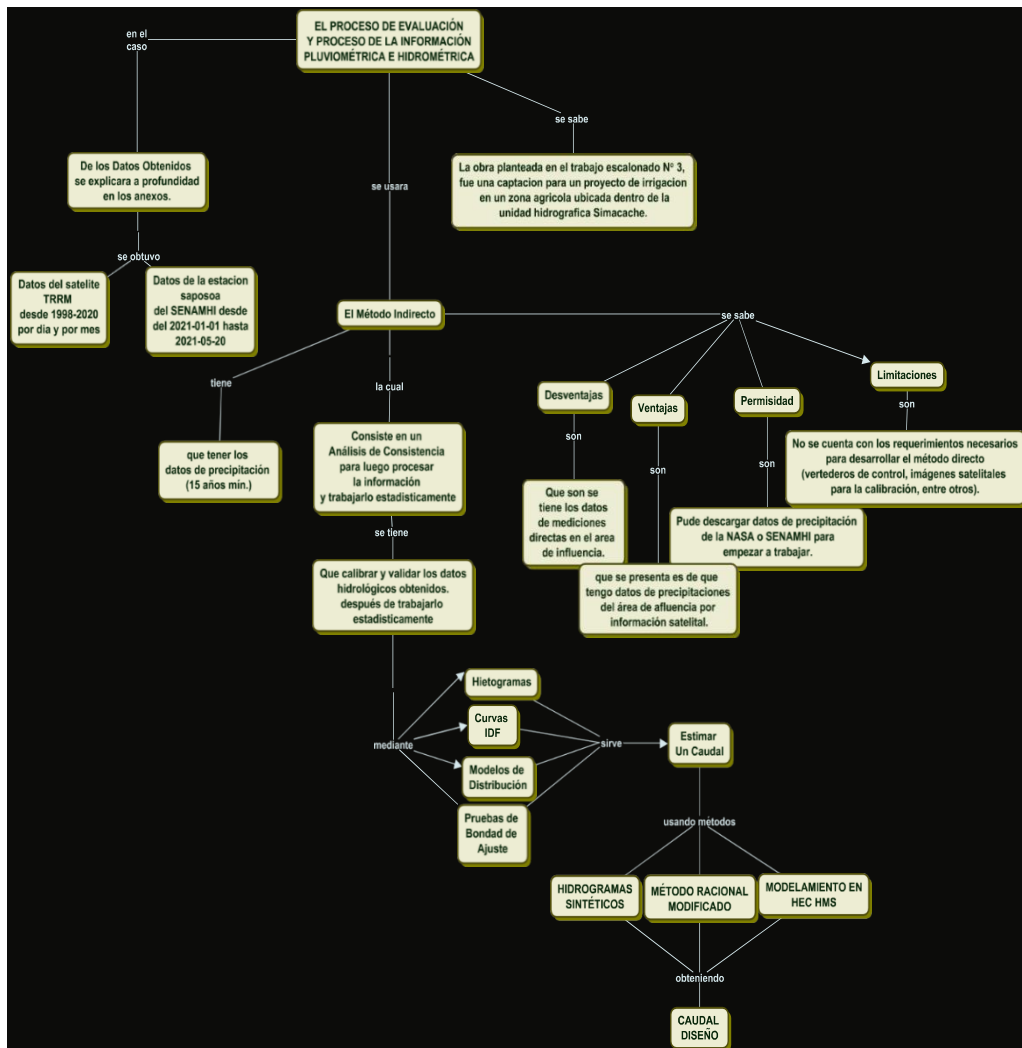 EL PROCESO DE EVALUACIÓN
Y PROCESO DE LA INFORMACIÓN
PLUVIOMÉTRICA E HIDROMÉTRICA
en el
caso
se sabe
De los Datos Obtenidos
se explicara a profundidad
en los anexos.
se usara
La obra planteada en el trabajo escalonado Nº 3,
fue una captacion para un proyecto de irrigacion
en un zona agricola ubicada dentro de la
unidad hidrografica Simacache.
se obtuvo
Datos del satelite
TRRM
desde 1998-2020
por dia y por mes
Datos de la estacion
saposoa
del SENAMHI desde
del 2021-01-01 hasta
2021-05-20
El Método Indirecto
se sabe
tiene
la cual
Desventajas
Ventajas
Permisidad
Limitaciones
son
son
son
son
que tener los
datos de precipitación
(15 años mín.)
Consiste en un
Análisis de Consistencia
para luego procesar
la información
y trabajarlo estadisticamente
No se cuenta con los requerimientos necesarios
para desarrollar el método directo
(vertederos de control, imágenes satelitales
para la calibración, entre otros).
Que son se
tiene los datos
de mediciones
directas en el area
de influencia.
Pude descargar datos de precipitación
de la NASA o SENAMHI para
empezar a trabajar.
se tiene
Que calibrar y validar los datos
hidrológicos obtenidos.
después de trabajarlo
estadisticamente
que se presenta es de que
tengo datos de precipitaciones
del área de afluencia por
información satelital.
mediante
Hietogramas
Curvas
IDF
Modelos de
Distribución
Pruebas de
Bondad de
Ajuste
sirve
Estimar
Un Caudal
usando métodos
HIDROGRAMAS
SINTÉTICOS
MÉTODO RACIONAL
MODIFICADO
MODELAMIENTO EN
HEC HMS
obteniendo
CAUDAL
DISEÑO